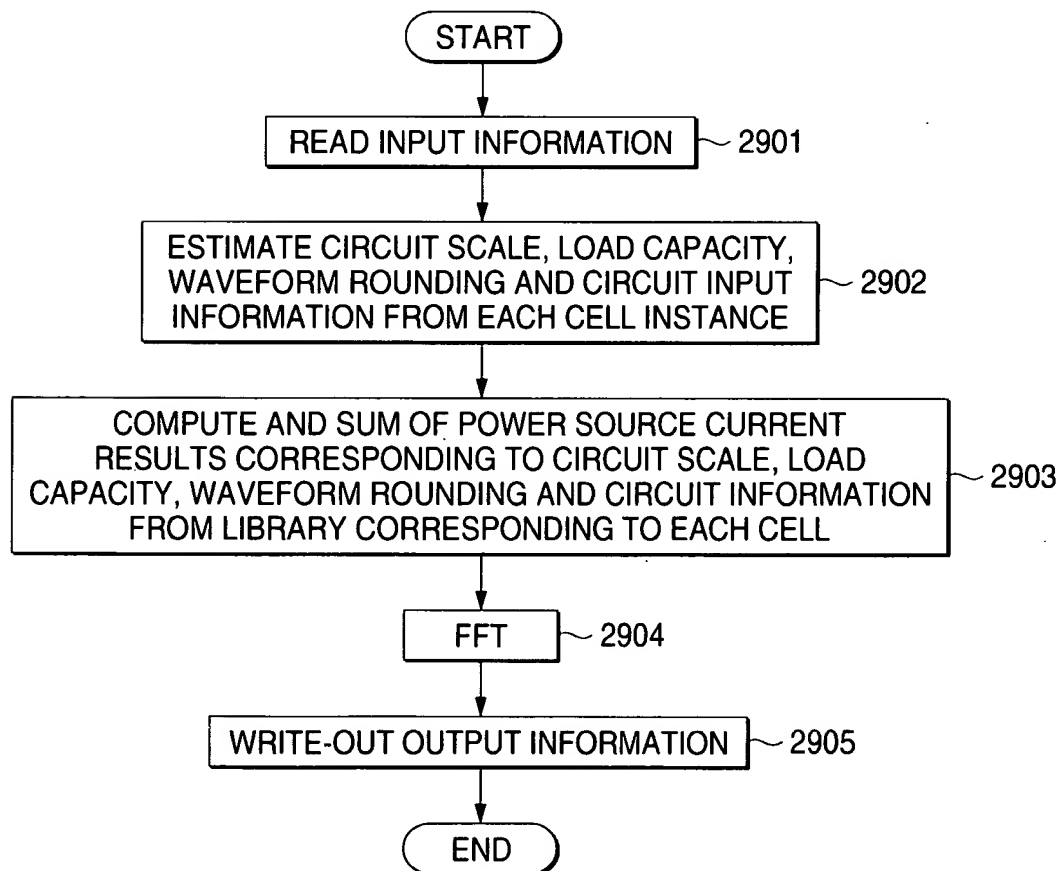 START
READ INPUT INFORMATION
2901
ESTIMATE CIRCUIT SCALE, LOAD CAPACITY,
WAVEFORM ROUNDING AND CIRCUIT INPUT
INFORMATION FROM EACH CELL INSTANCE
2902
COMPUTE AND SUM OF POWER SOURCE CURRENT
RESULTS CORRESPONDING TO CIRCUIT SCALE, LOAD
CAPACITY, WAVEFORM ROUNDING AND CIRCUIT INFORMATION
FROM LIBRARY CORRESPONDING TO EACH CELL
2903
FFT
2904
WRITE-OUT OUTPUT INFORMATION
2905
END